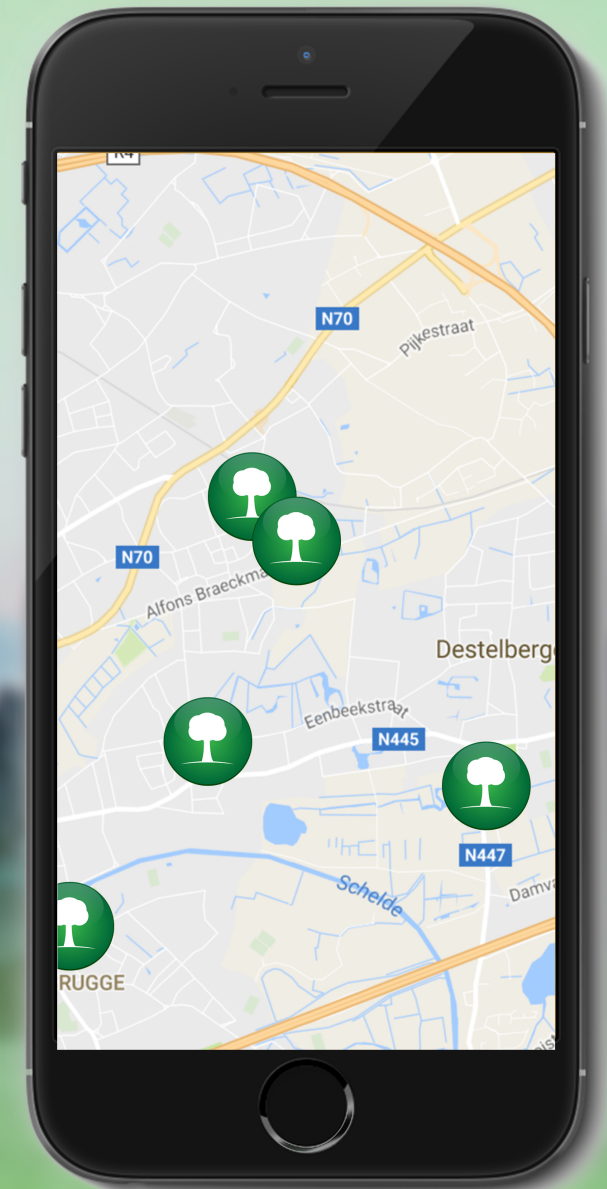 R4
N70
Pijkestraat
N70
Alfons Braeckma
Destelberge
Eenbeekstraat
N445
N447
Schelde
Damva
RUGGE